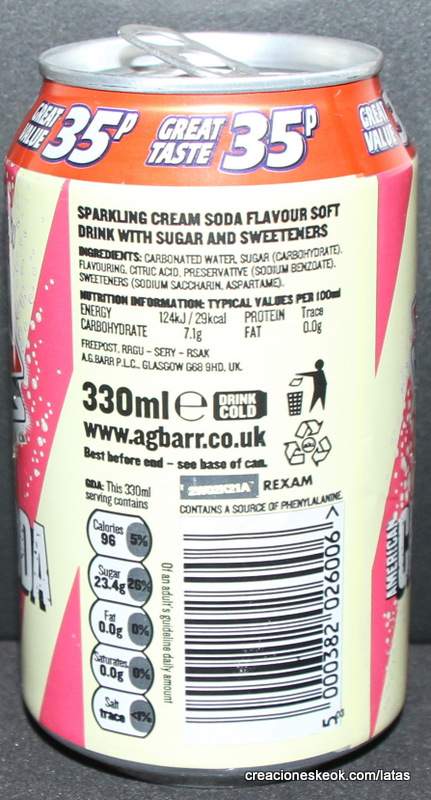 GREAT VALUE 35P
GREAT TASTE 35P
GREAT VALUE
SPARKLING CREAM SODA FLAVOUR SOFT
DRINK WITH SUGAR AND SWEETENERS
INGREDIENTS: CARBONATED WATER, SUGAR (CARBOHYDRATE),
FLAVOURING, CITRIC ACID, PRESERVATIVE (SODIUM BENZOATE),
SWEETENERS (SODIUM SACCHARIN, ASPARTAME).
NUTRITION INFORMATION: TYPICAL VALUES PER 100ml
ENERGY 124kJ / 29kcal PROTEIN Trace
CARBOHYDRATE 7.1g FAT 0.0g
FREEPOST, RRGU - SERY - RSAK
A.G.BARR P.L.C., GLASGOW G68 9HD, UK.
330ml e DRINK COLD
www.agbarr.co.uk
Best before end – see base of can.
REXAM
CONTAINS A SOURCE OF PHENYLALANINE.
GDA: This 330ml
serving contains
Calories
96 5%
Sugar
23.4g 26%
Fat
0.0g 0%
Saturates
0.0g 0%
Salt
trace <1%
Of an adult's guideline daily amount
5 000382 026006 >
AMERICAN
DA
creacioneskeok.com/latas